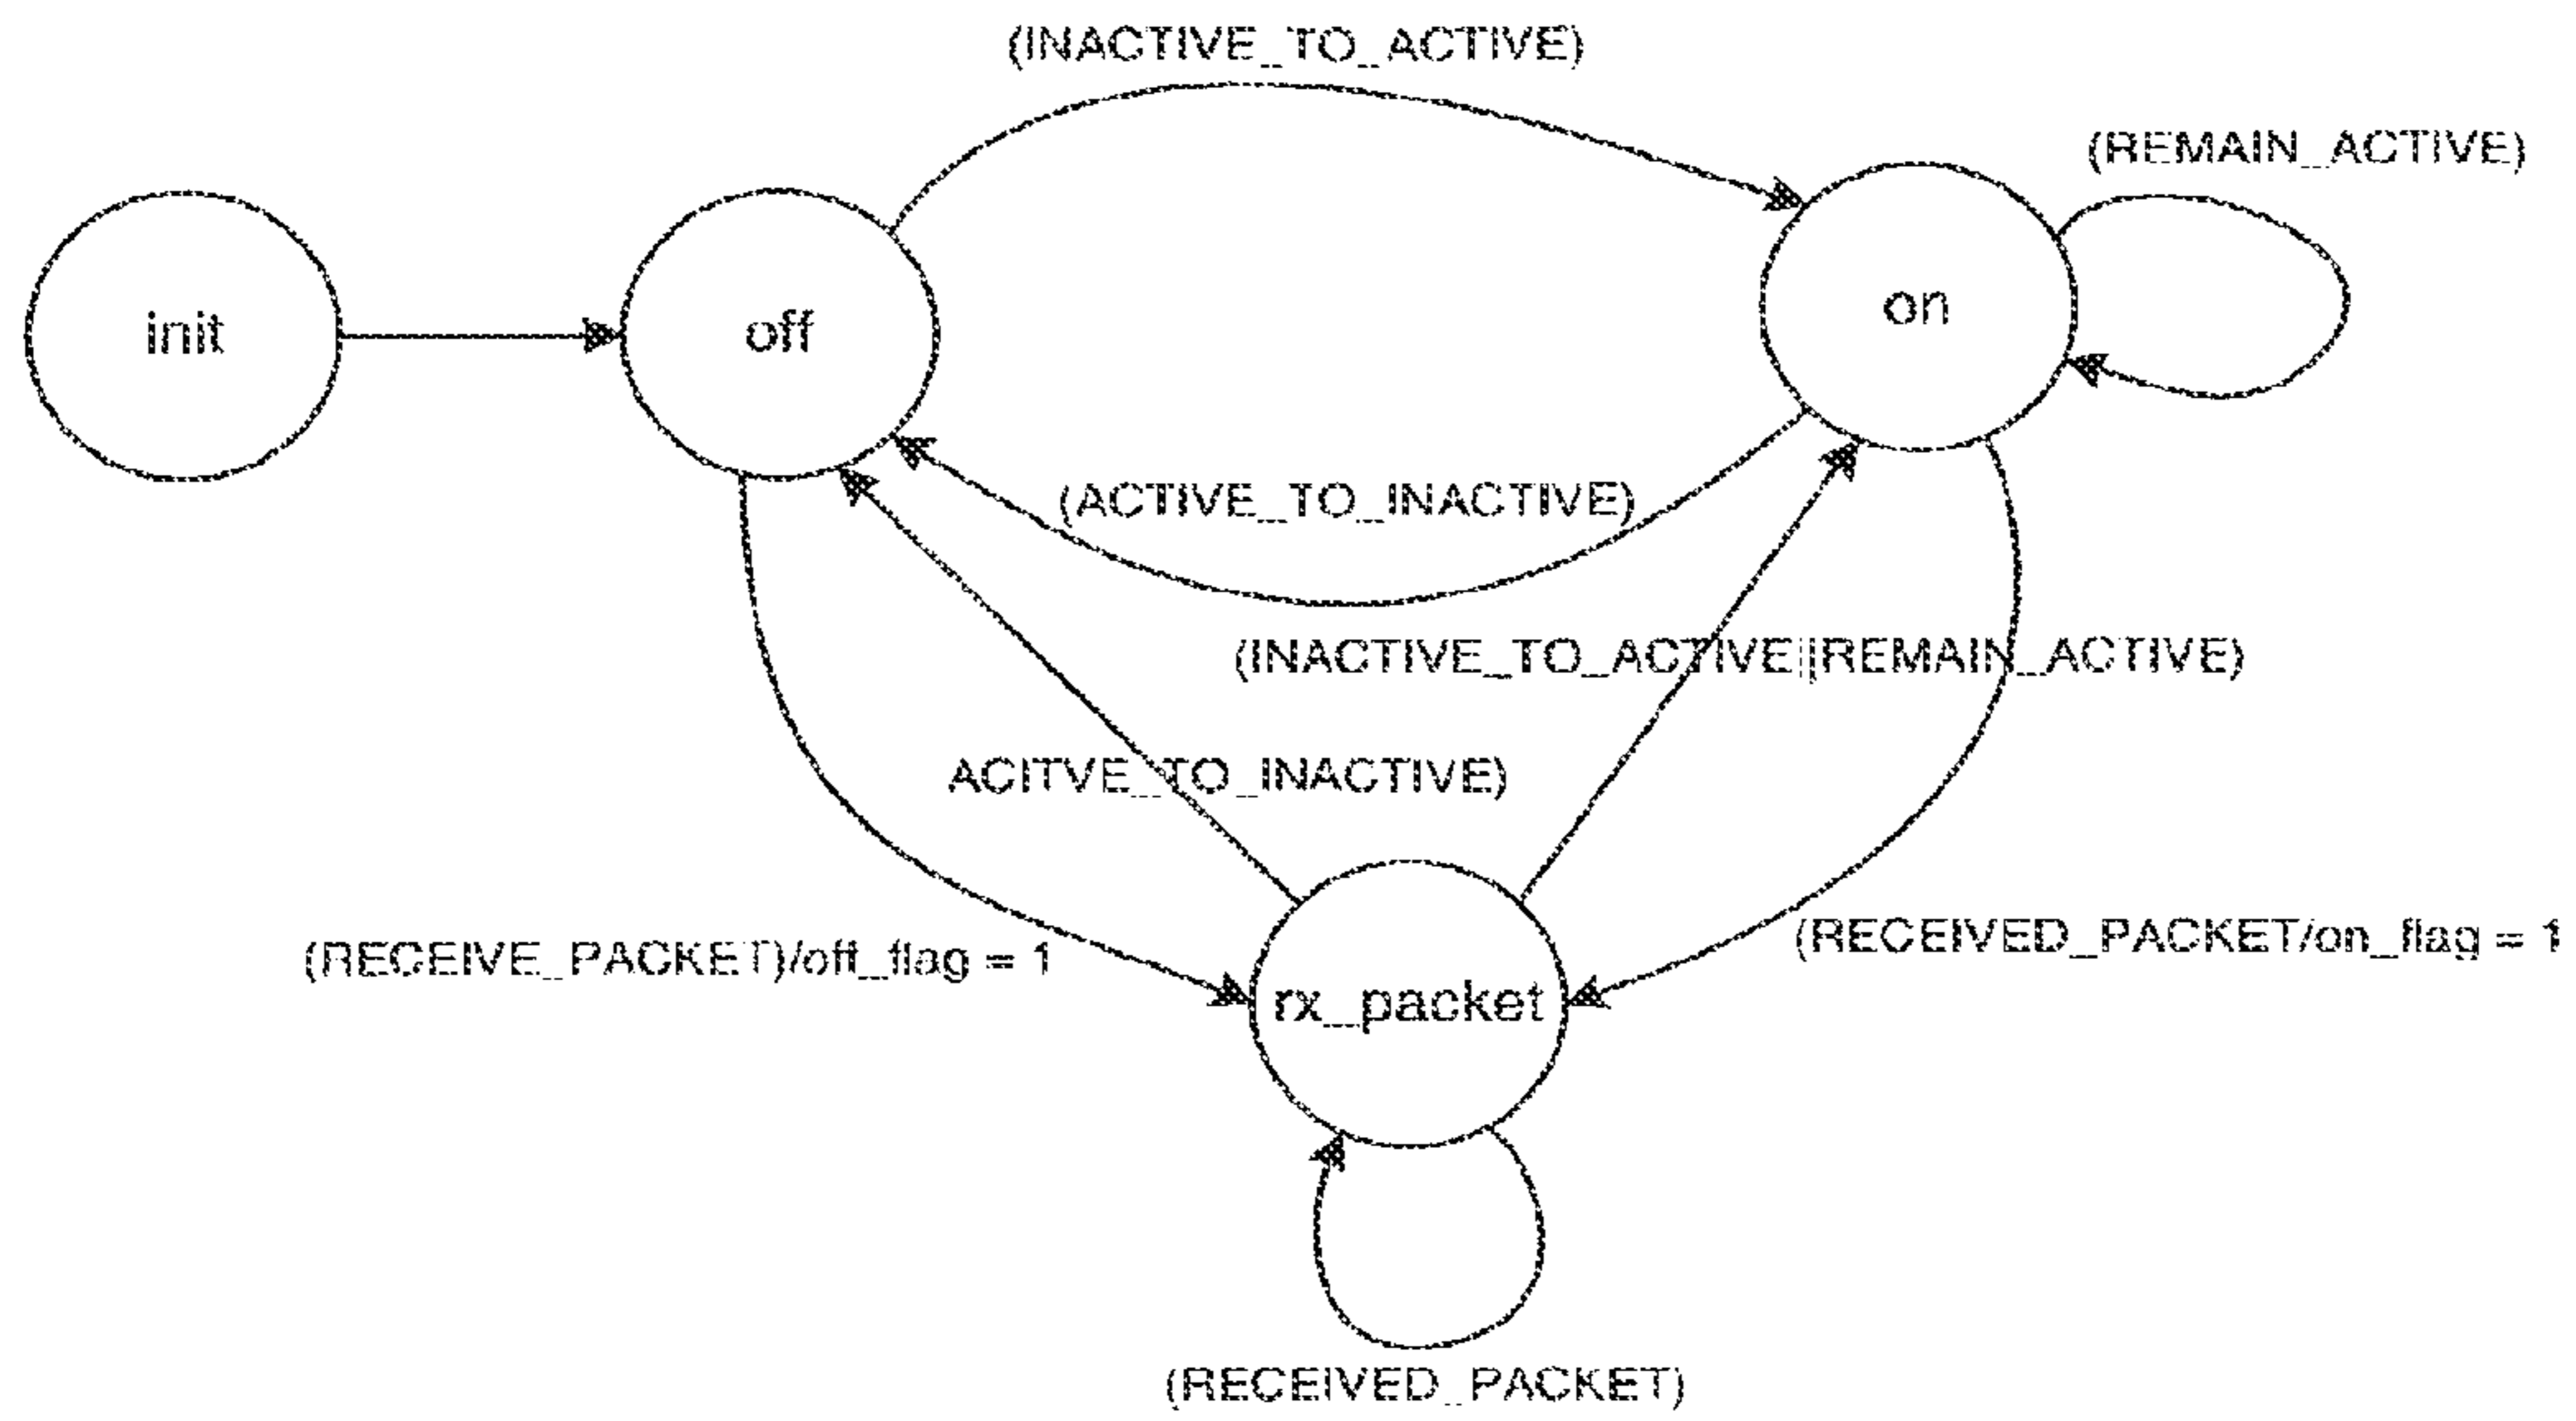 (INACTIVE_TO_ACTIVE)
(REMAIN_ACTIVE)
init
off
on
(ACTIVE_TO_INACTIVE)
(INACTIVE_TO_ACTIVE||REMAIN_ACTIVE)
ACITVE_TO_INACTIVE)
(RECEIVE_PACKET)/off_flag = 1
(RECEIVED_PACKET/on_flag = 1
rx_packet
(RECEIVED_PACKET)